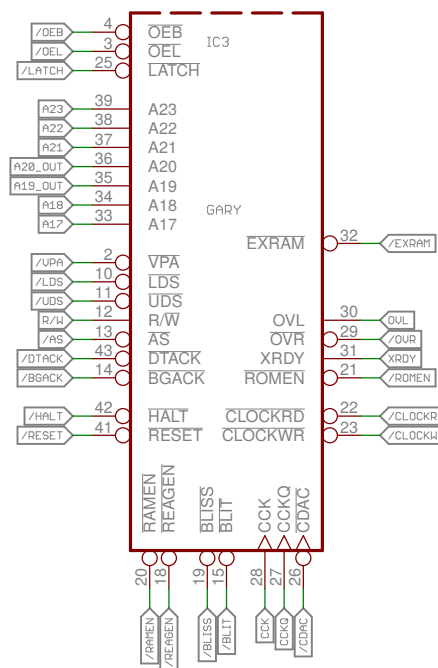 /OEB 4 OEB IC3
/OEL 3 OEL
/LATCH 25 LATCH
A23 39 A23
A22 38 A22
A21 37 A21
A20_OUT 36 A20
A19_OUT 35 A19
A18 34 A18 GARY
A17 33 A17
EXRAM 32 /EXRAM
/VPA 2 VPA
/LDS 10 LDS
/UDS 11 UDS
R/W 12 R/W OVL 30 OVL
/AS 13 AS OVR 29 /OVR
/DTACK 43 DTACK XRDY 31 XRDY
/BGACK 14 BGACK ROMEN 21 /ROMEN
/HALT 42 HALT CLOCKRD 22 /CLOCKR
/RESET 41 RESET CLOCKWR 23 /CLOCKW
RAMEN 20 /RAMEN
REAGEN 18 /REAGEN
BLISS 19 /BLISS
BLIT 15 /BLIT
CCK 28 CCK
CCKQ 27 CCKQ
CDAC 26 /CDAC